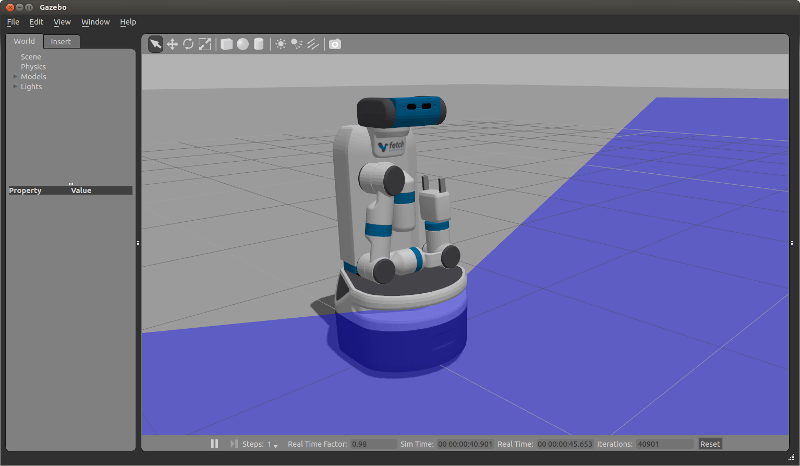 Gazebo
File Edit View Window Help
World Insert
Scene
Physics
Models
Lights
Property Value
fetch
Steps: 1 Real Time Factor: 0.98 Sim Time: 00 00:00:40.901 Real Time: 00 00:00:45.653 Iterations: 40901 Reset